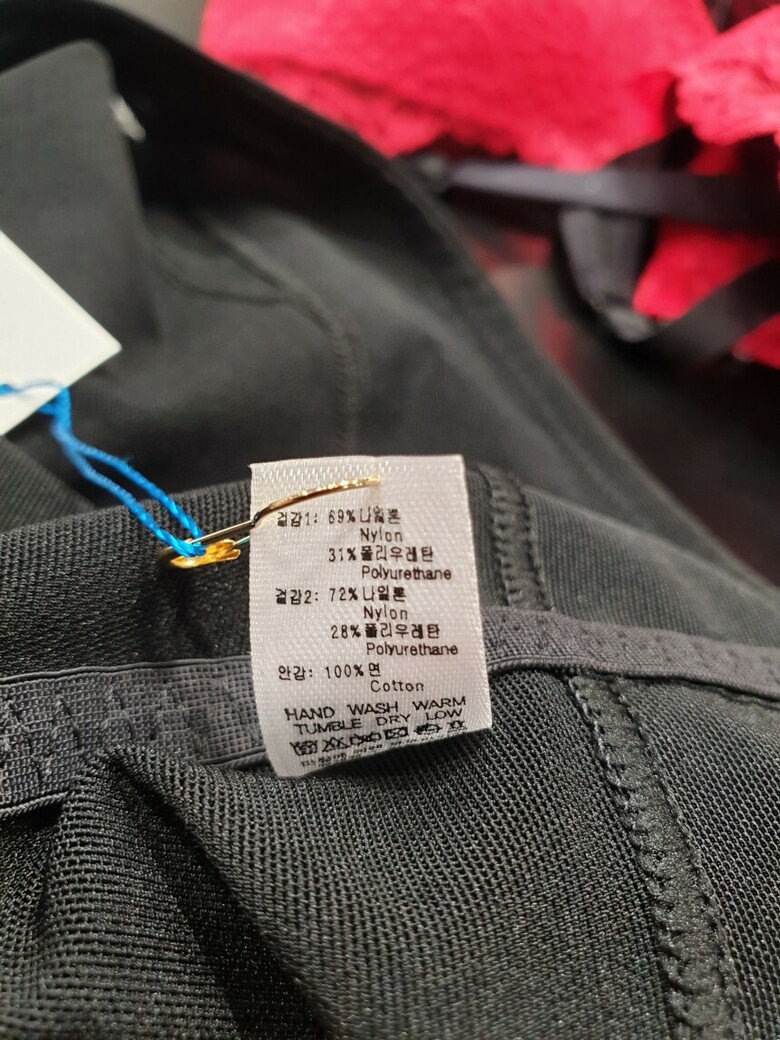 겉감1: 69% 나일론
Nylon
31% 폴리우레탄
Polyurethane
겉감2: 72% 나일론
Nylon
28% 폴리우레탄
Polyurethane
안감: 100% 면
Cotton
HAND WASH WARM
TUMBLE DRY LOW